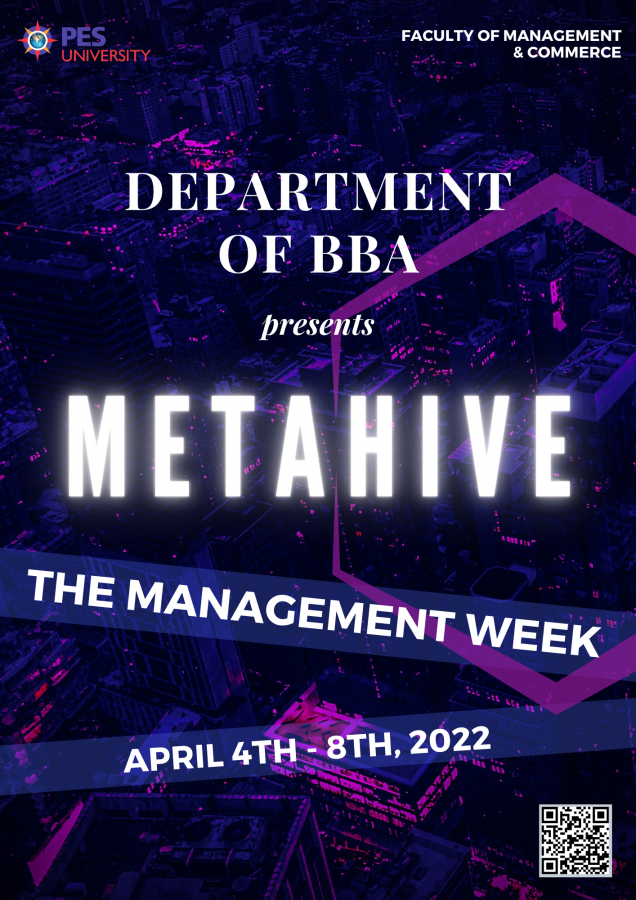 PES
UNIVERSITY
FACULTY OF MANAGEMENT
& COMMERCE
DEPARTMENT
OF BBA
presents
METAHIVE
THE MANAGEMENT WEEK
APRIL 4TH - 8TH, 2022